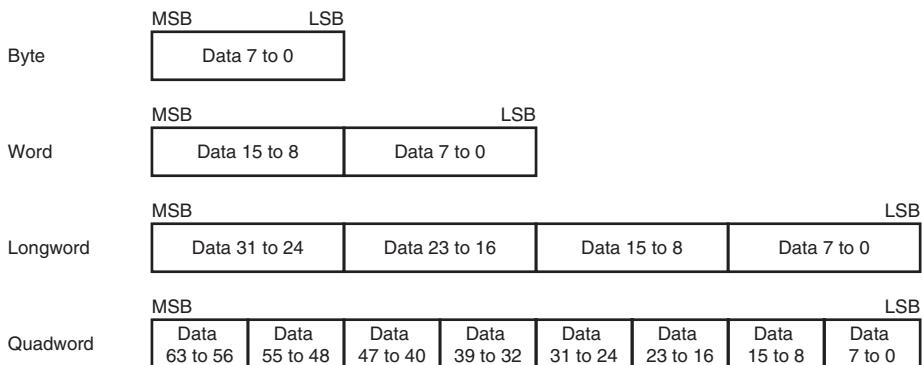 MSB LSB
Byte Data 7 to 0
MSB LSB
Word Data 15 to 8 Data 7 to 0
MSB LSB
Longword Data 31 to 24 Data 23 to 16 Data 15 to 8 Data 7 to 0
MSB LSB
Quadword Data 63 to 56 Data 55 to 48 Data 47 to 40 Data 39 to 32 Data 31 to 24 Data 23 to 16 Data 15 to 8 Data 7 to 0